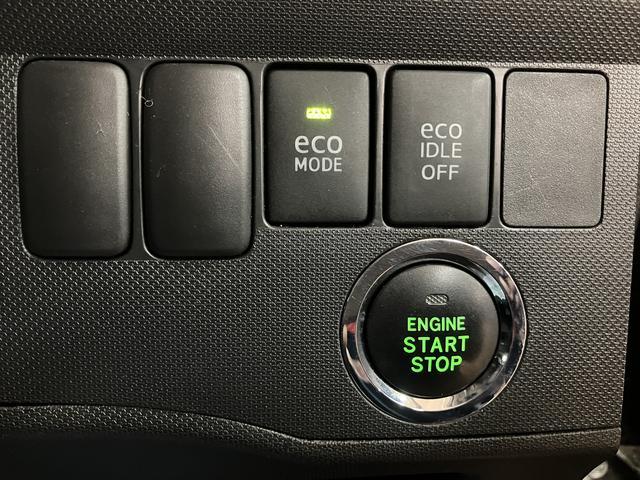 eco
MODE
eco
IDLE
OFF
ENGINE
START
STOP